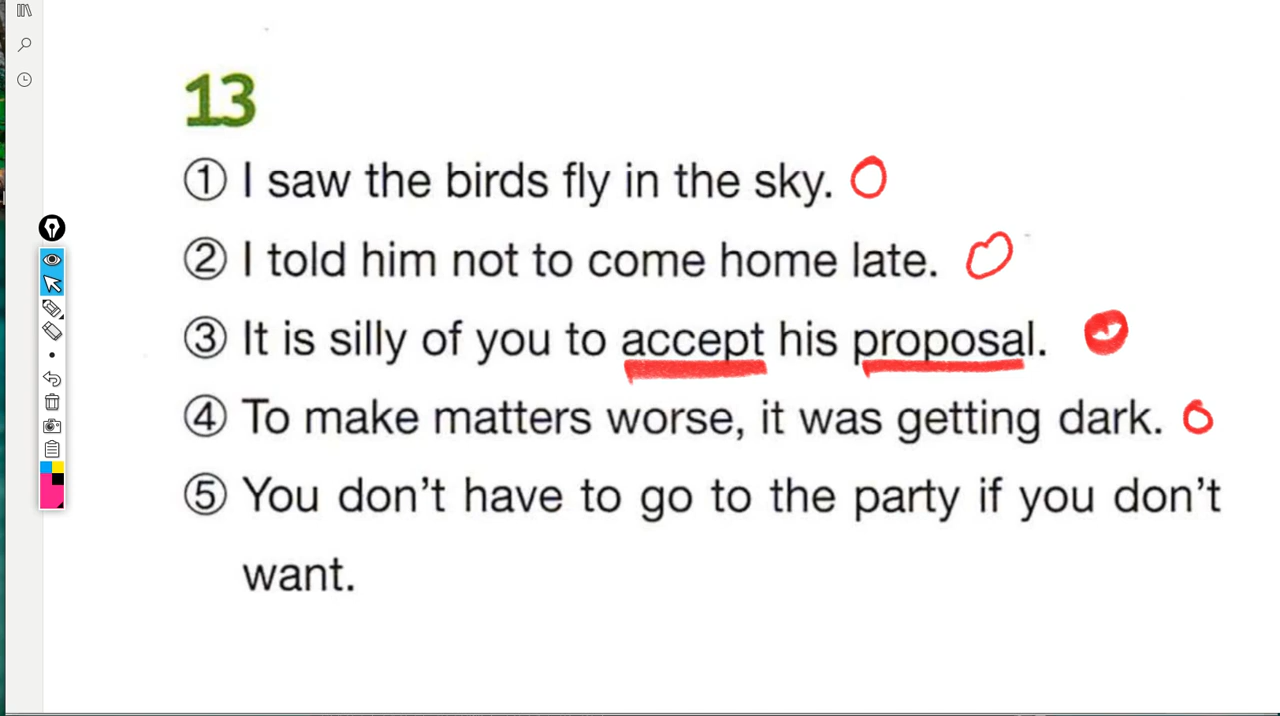 13
① I saw the birds fly in the sky.
② I told him not to come home late.
③ It is silly of you to accept his proposal.
④ To make matters worse, it was getting dark.
⑤ You don't have to go to the party if you don't
want.